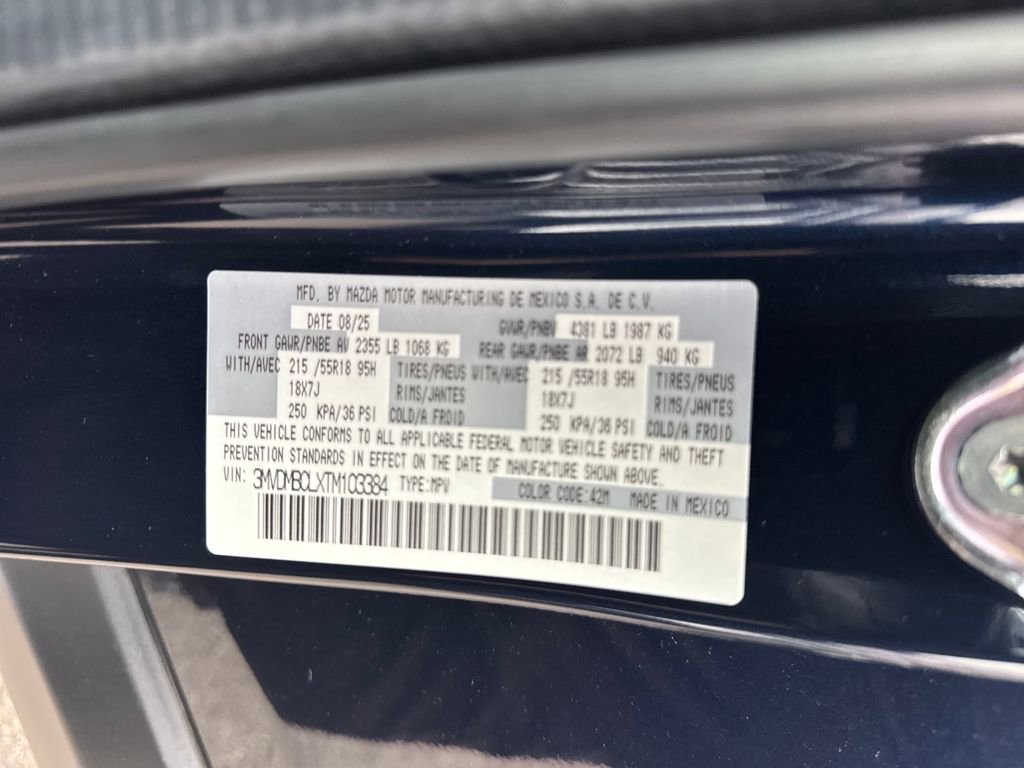 MFD. BY MAZDA MOTOR MANUFACTURING DE MEXICO S.A. DE C.V.
DATE 08/25 GVWR/PNBV 4381 LB 1987 KG
FRONT GAWR/PNBE AV 2355 LB 1068 KG REAR GAWR/PNBE AR 2072 LB 940 KG
WITH/AVEC 215 /55R18 95H TIRES/PNEUS WITH/AVEC 215 /55R18 95H TIRES/PNEUS
18X7J RIMS/JANTES 18X7J RIMS/JANTES
250 KPA/36 PSI COLD/A FROID 250 KPA/36 PSI COLD/A FROID
THIS VEHICLE CONFORMS TO ALL APPLICABLE FEDERAL MOTOR VEHICLE SAFETY AND THEFT
PREVENTION STANDARDS IN EFFECT ON THE DATE OF MANUFACTURE SHOWN ABOVE.
VIN: 3MVDMBCLXTM103384 TYPE:MPV COLOR CODE:42M MADE IN MEXICO